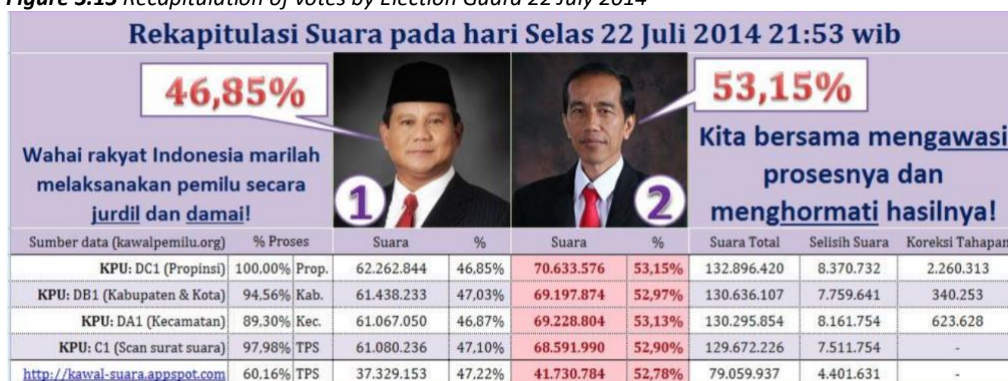 Figure 3.13 Recapitulation of Votes by Election Guard 22 July 2014
Rekapitulasi Suara pada hari Selas 22 Juli 2014 21:53 wib
46,85%
53,15%
Wahai rakyat Indonesia marilah
melaksanakan pemilu secara
jurdil dan damai!
1
2
Kita bersama mengawasi
prosesnya dan
menghormati hasilnya!
Sumber data (kawalpemilu.org) % Proses Suara % Suara % Suara Total Selisih Suara Koreksi Tahapan
KPU: DC1 (Propinsi) 100,00% Prop. 62.262.844 46,85% 70.633.576 53,15% 132.896.420 8.370.732 2.260.313
KPU: DB1 (Kabupaten & Kota) 94,56% Kab. 61.438.233 47,03% 69.197.874 52,97% 130.636.107 7.759.641 340.253
KPU: DA1 (Kecamatan) 89,30% Kec. 61.067.050 46,87% 69.228.804 53,13% 130.295.854 8.161.754 623.628
KPU: C1 (Scan surat suara) 97,98% TPS 61.080.236 47,10% 68.591.990 52,90% 129.672.226 7.511.754 -
http://kawal-suara.appspot.com 60,16% TPS 37.329.153 47,22% 41.730.784 52,78% 79.059.937 4.401.631 -